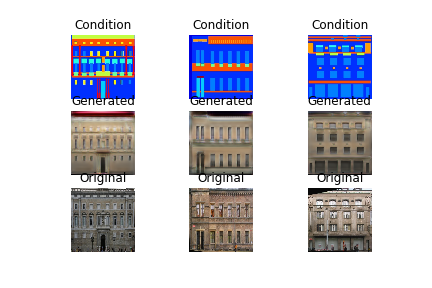 Condition Condition Condition
Generated Generated Generated
Original Original Original